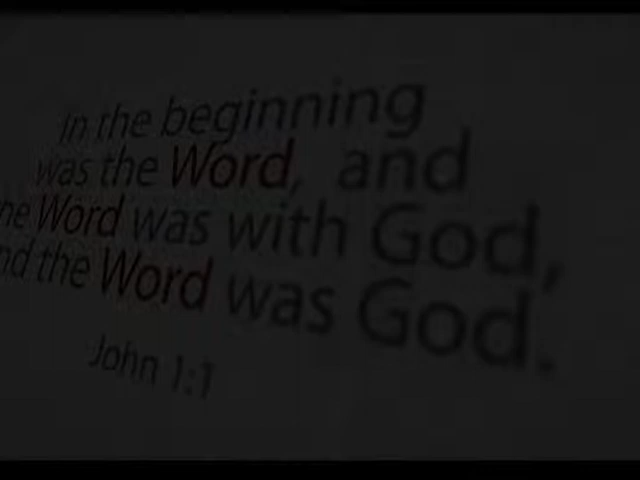 In the beginning
was the Word, and
he Word was with God,
nd the Word was God.
John 1:1